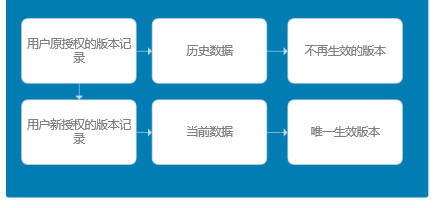 用户原授权的版本记
录
历史数据
不再生效的版本
用户新授权的版本记
录
当前数据
唯一生效版本